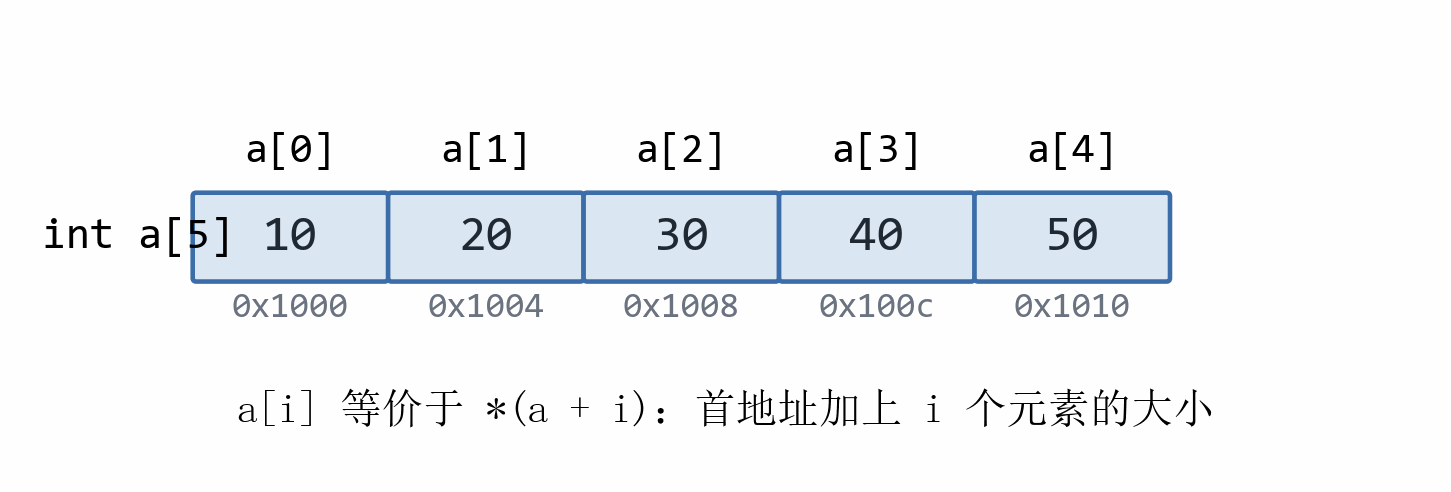 a[0] a[1] a[2] a[3] a[4]
int a[5] 10 20 30 40 50
0x1000 0x1004 0x1008 0x100c 0x1010
a[i] 等价于 *(a + i)：首地址加上 i 个元素的大小